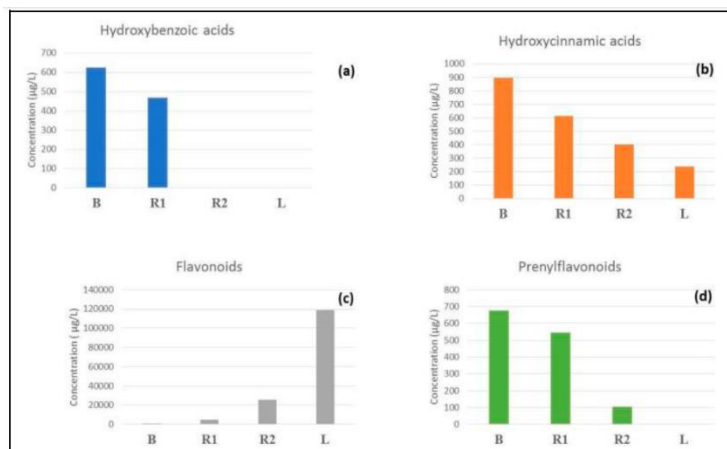 Hydroxybenzoic acids
(a)
Concentration (µg/L)
700
600
500
400
300
200
100
0
B R1 R2 L
Hydroxycinnamic acids
(b)
Concentration (µg/L)
1000
900
800
700
600
500
400
300
200
100
0
B R1 R2 L
Flavonoids
(c)
Concentration ( µg/L)
140000
120000
100000
80000
60000
40000
20000
0
B R1 R2 L
Prenylflavonoids
(d)
Concentration (µg/L)
800
700
600
500
400
300
200
100
0
B R1 R2 L